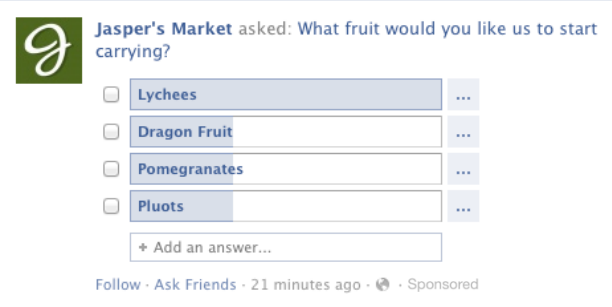 Jasper's Market asked: What fruit would you like us to start
carrying?
Lychees ...
Dragon Fruit ...
Pomegranates ...
Pluots ...
+ Add an answer...
Follow · Ask Friends · 21 minutes ago · · Sponsored